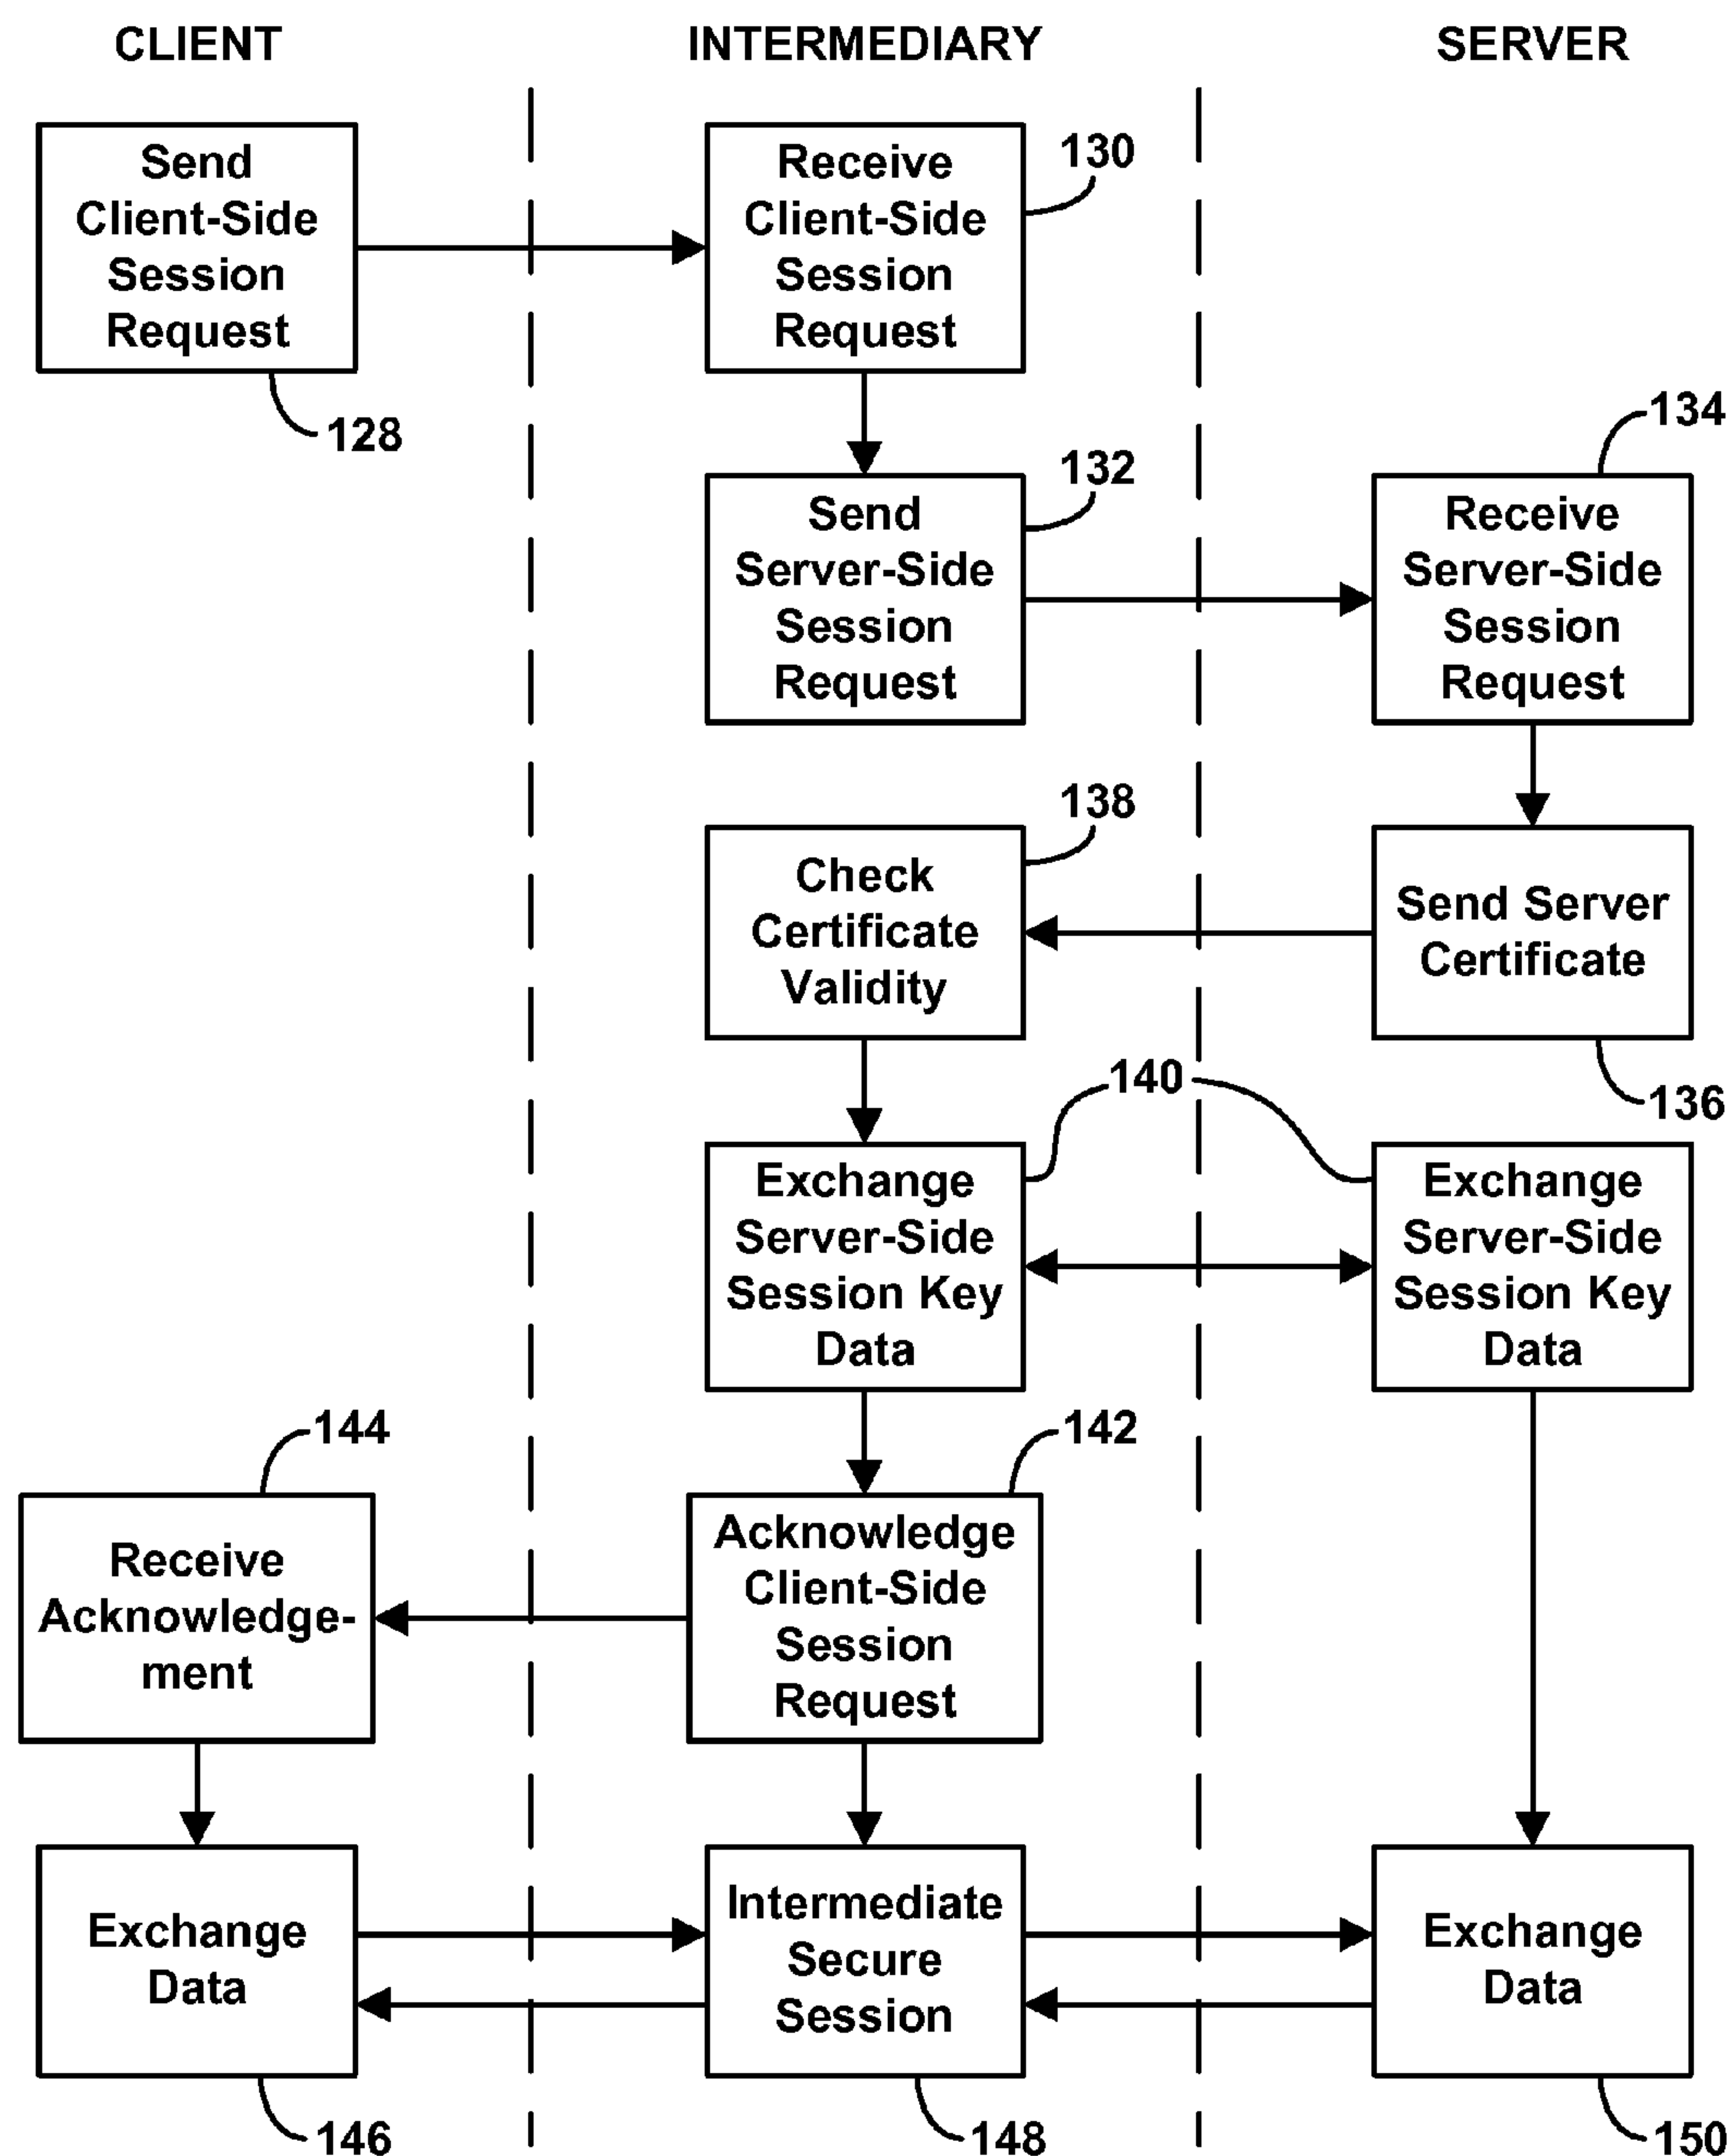 CLIENT INTERMEDIARY SERVER
Send
Client-Side
Session
Request
128
Receive
Client-Side
Session
Request
130
Send
Server-Side
Session
Request
132
Receive
Server-Side
Session
Request
134
Check
Certificate
Validity
138
Send Server
Certificate
136
140
Exchange
Server-Side
Session Key
Data
Exchange
Server-Side
Session Key
Data
144
Receive
Acknowledge-
ment
142
Acknowledge
Client-Side
Session
Request
Exchange
Data
146
Intermediate
Secure
Session
148
Exchange
Data
150